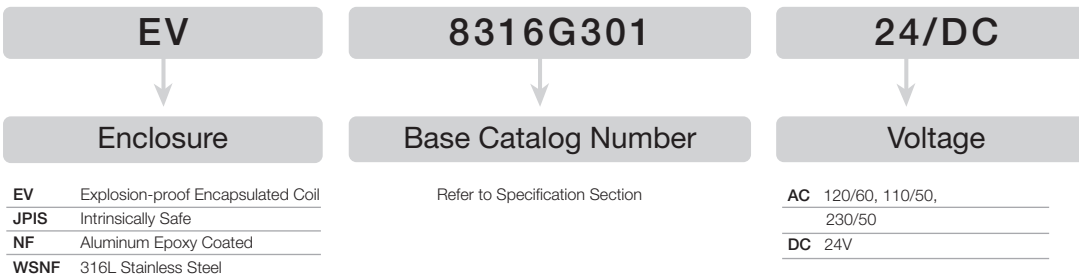 EV 8316G301 24/DC
Enclosure Base Catalog Number Voltage
EV Explosion-proof Encapsulated Coil Refer to Specification Section AC 120/60, 110/50,
JPIS Intrinsically Safe 230/50
NF Aluminum Epoxy Coated DC 24V
WSNF 316L Stainless Steel